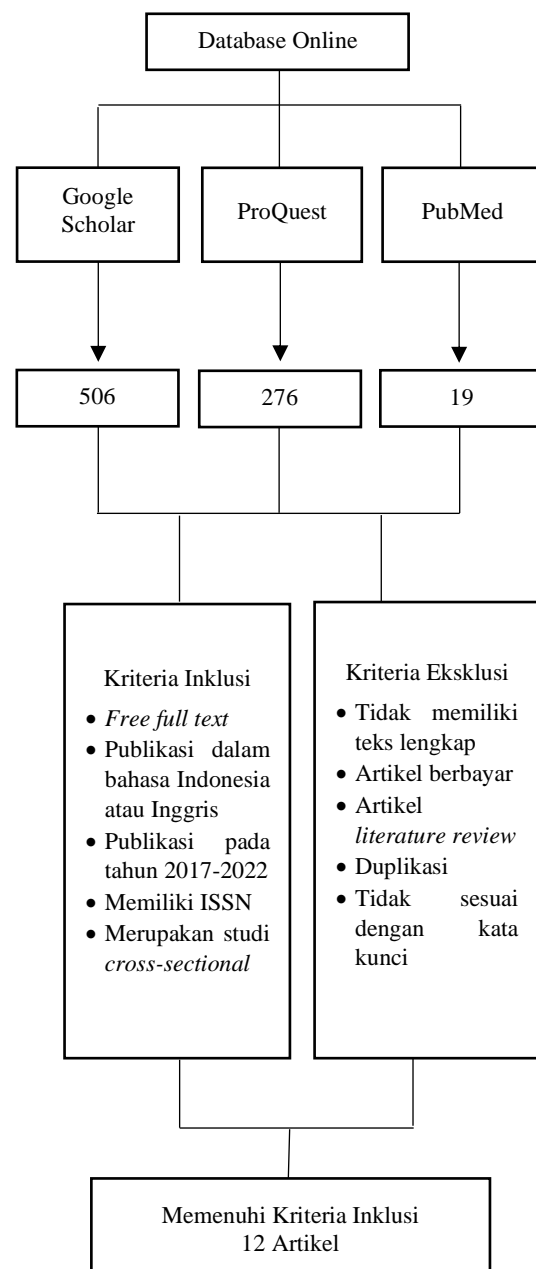 Database Online
Google
Scholar
ProQuest
PubMed
506
276
19
Kriteria Inklusi
• Free full text
• Publikasi dalam
bahasa Indonesia
atau Inggris
• Publikasi pada
tahun 2017-2022
• Memiliki ISSN
• Merupakan studi
cross-sectional
Kriteria Eksklusi
• Tidak memiliki
teks lengkap
• Artikel berbayar
• Artikel
literature review
• Duplikasi
• Tidak sesuai
dengan kata
kunci
Memenuhi Kriteria Inklusi
12 Artikel